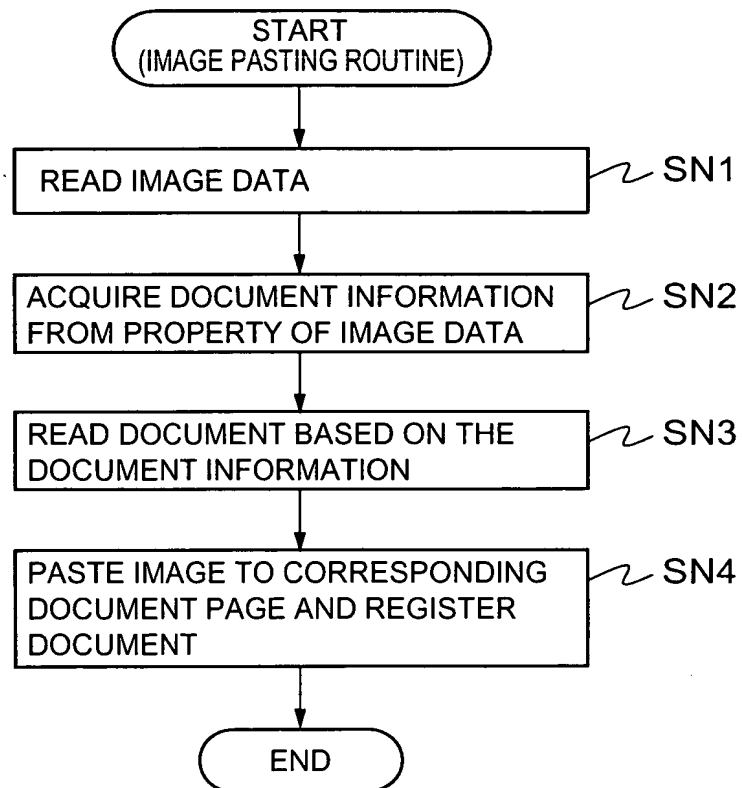 START
(IMAGE PASTING ROUTINE)
READ IMAGE DATA
SN1
ACQUIRE DOCUMENT INFORMATION
FROM PROPERTY OF IMAGE DATA
SN2
READ DOCUMENT BASED ON THE
DOCUMENT INFORMATION
SN3
PASTE IMAGE TO CORRESPONDING
DOCUMENT PAGE AND REGISTER
DOCUMENT
SN4
END